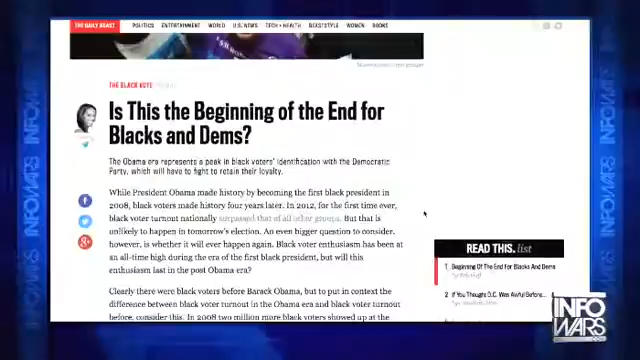 THE DAILY BEAST
POLITICS ENTERTAINMENT WORLD U.S. NEWS TECH + HEALTH BEASTSTYLE WOMEN BOOKS
THE BLACK VOTE
Is This the Beginning of the End for
Blacks and Dems?
The Obama era represents a peak in black voters' identification with the Democratic
Party, which will have to fight to retain their loyalty.
While President Obama made history by becoming the first black president in
2008, black voters made history four years later. In 2012, for the first time ever,
black voter turnout nationally surpassed that of all other groups. But that is
unlikely to happen in tomorrow's election. An even bigger question to consider,
however, is whether it will ever happen again. Black voter enthusiasm has been at
an all-time high during the era of the first black president, but will this
enthusiasm last in the post Obama era?
Clearly there were black voters before Barack Obama, but to put in context the
difference between black voter turnout in the Obama era and black voter turnout
before, consider this. In 2008 two million more black voters showed up at the
READ THIS. list
1 Beginning Of The End For Blacks And Dems
2 If You Thought D.C. Was Awful Before...
INFOWARS
INFOWARS
INFOWARS
INFOWARS
INFO
WARS
.COM